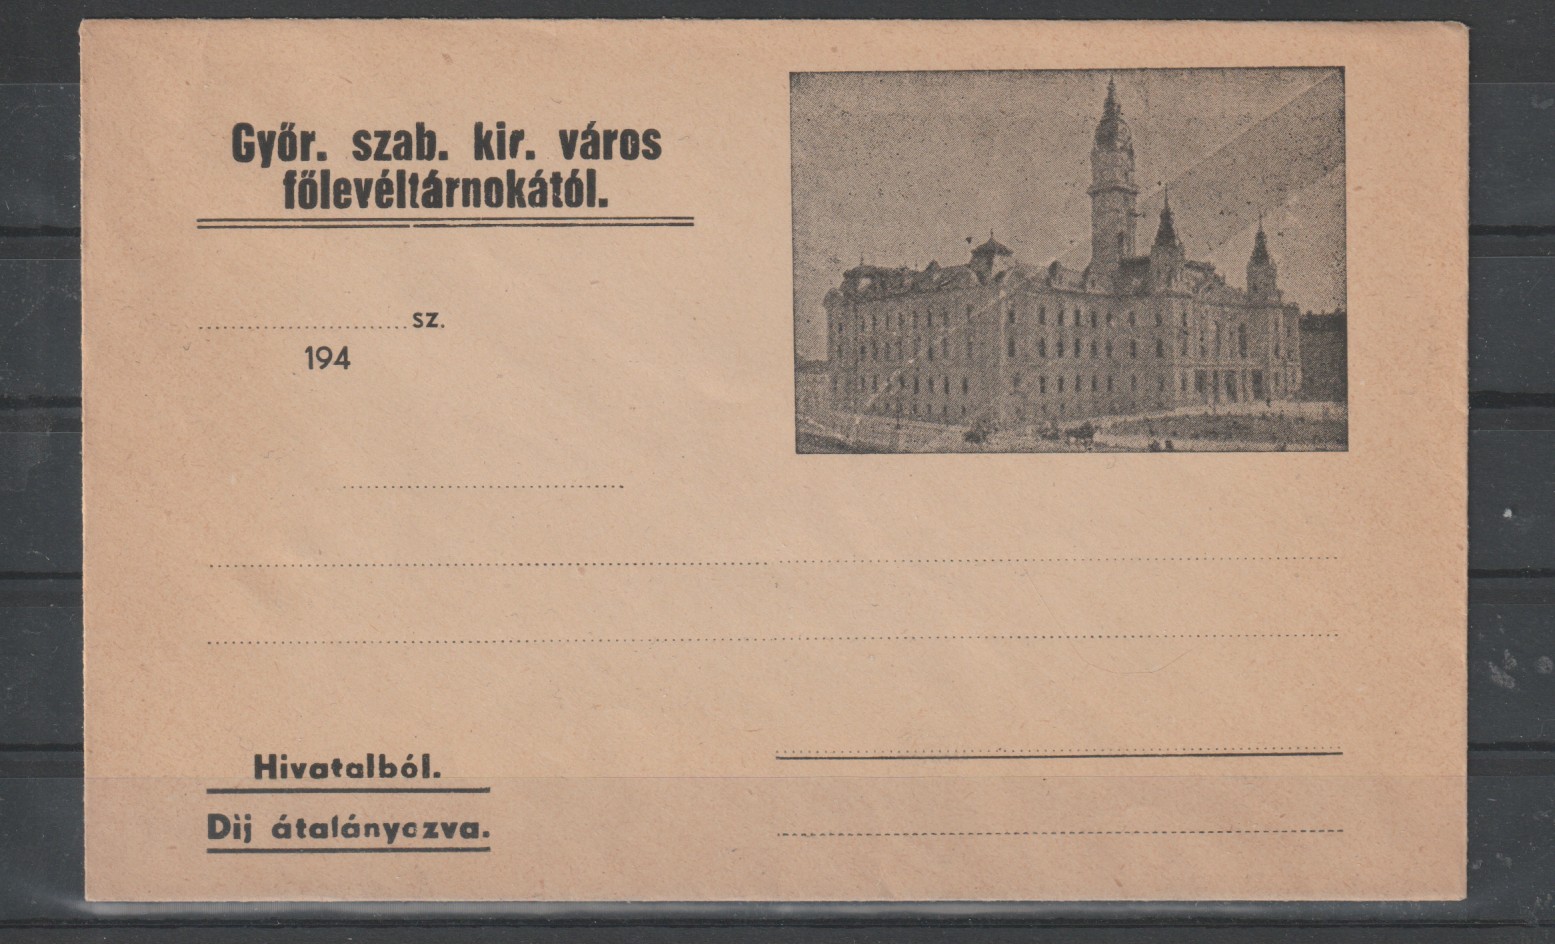 Győr. szab. kir. város
főlevéltárnokától.
sz.
194
Hivatalból.
Dij átalányozva.